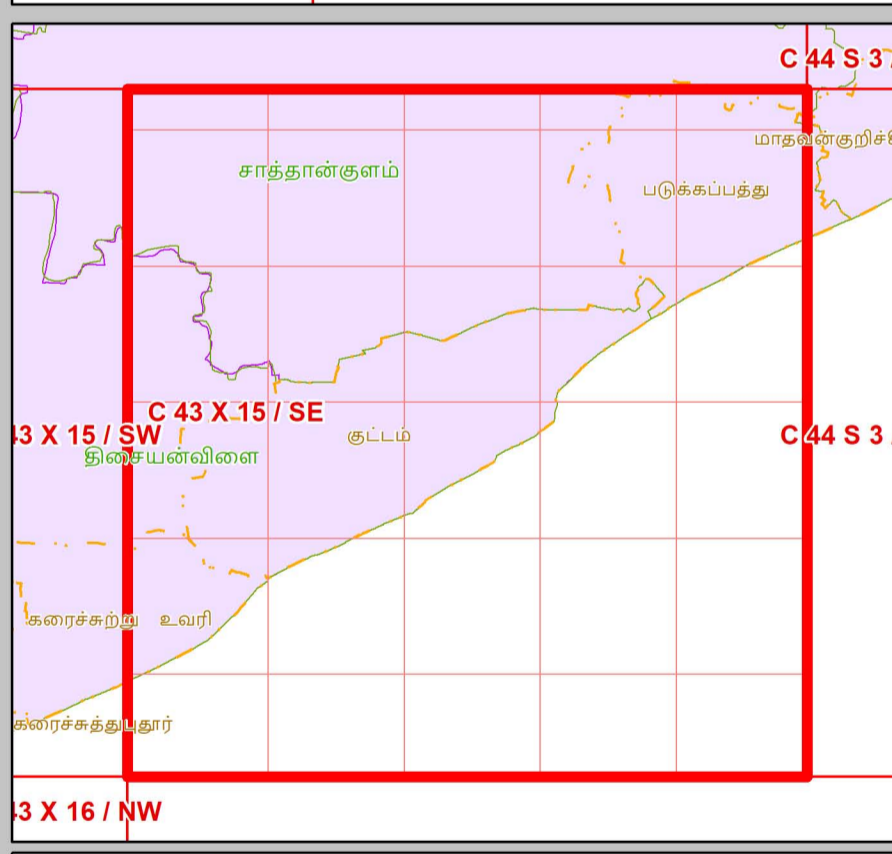 C 44 S 3
மாதவன்குறிச்சி
சாத்தான்குளம்
படுக்கப்பத்து
C 43 X 15 / SE
43 X 15 / SW
C 44 S 3
குட்டம்
திசையன்விளை
கரைச்சுற்று உவரி
கரைச்சுத்துபுதூர்
43 X 16 / NW